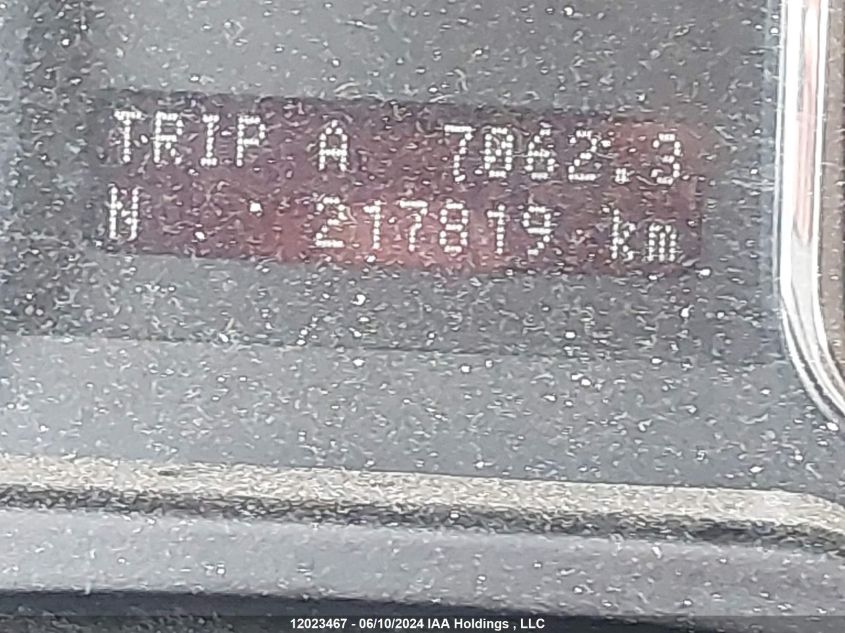 TRIP A 7062.3
N 217819 km
12023467 - 06/10/2024 IAA Holdings , LLC